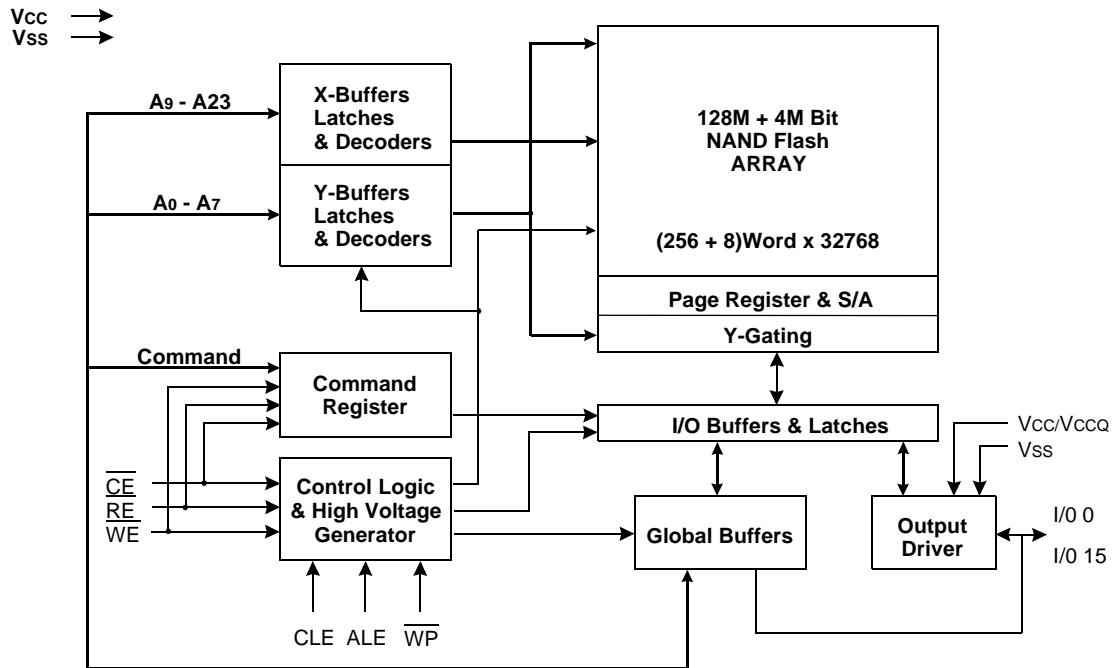 VCC
VSS
A9 - A23
X-Buffers
Latches
& Decoders
A0 - A7
Y-Buffers
Latches
& Decoders
128M + 4M Bit
NAND Flash
ARRAY
(256 + 8)Word x 32768
Page Register & S/A
Y-Gating
Command
Command
Register
I/O Buffers & Latches
VCC/VCCQ
VSS
CE
RE
WE
Control Logic
& High Voltage
Generator
Global Buffers
Output
Driver
I/0 0
I/0 15
CLE
ALE
WP